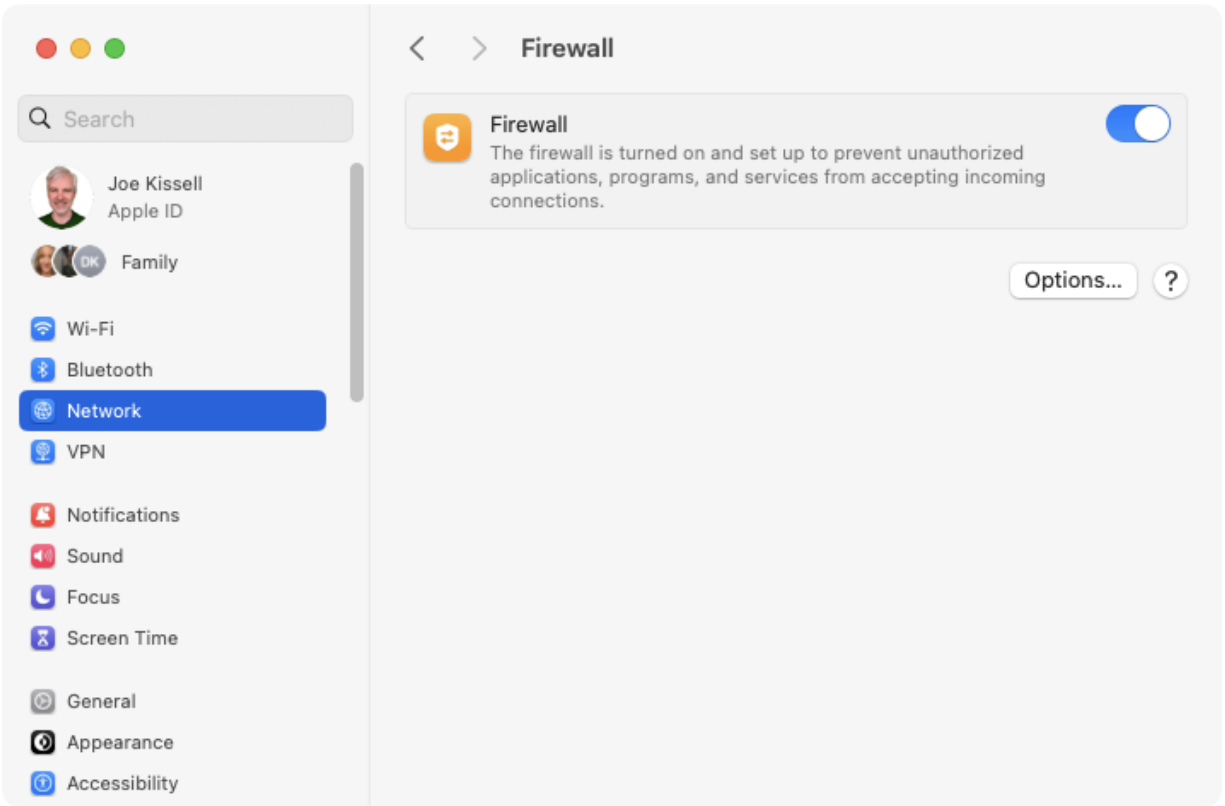 Firewall
Search
Joe Kissell
Apple ID
DK
Family
Wi-Fi
Bluetooth
Network
VPN
Notifications
Sound
Focus
Screen Time
General
Appearance
Accessibility
Firewall
The firewall is turned on and set up to prevent unauthorized
applications, programs, and services from accepting incoming
connections.
Options...
?